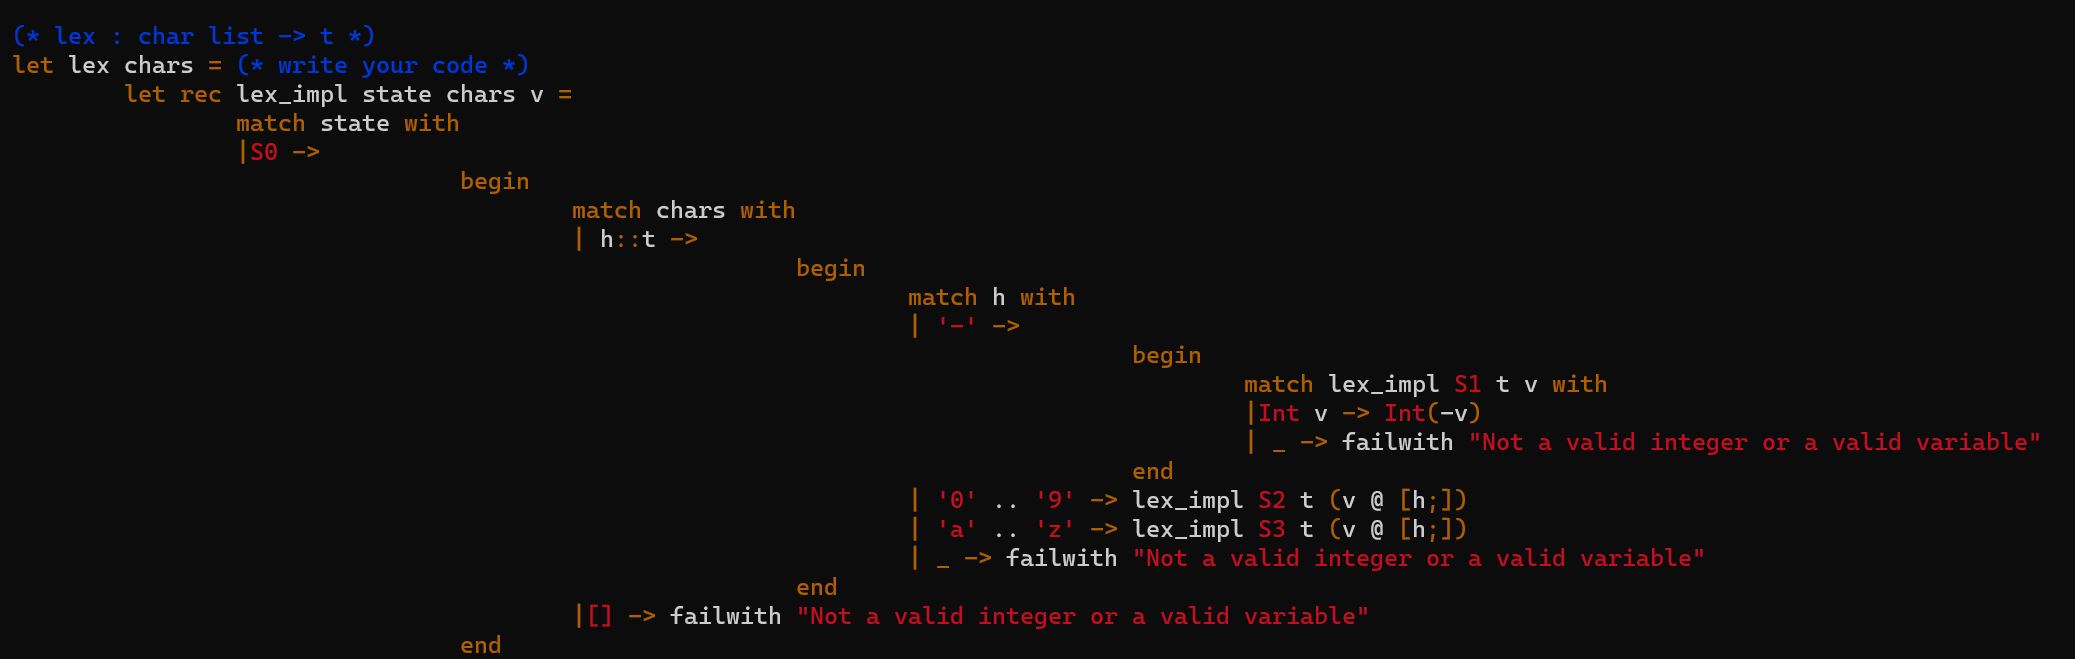 (* lex : char list -> t *)
let lex chars = (* write your code *)
        let rec lex_impl state chars v =
                match state with
                |S0 ->
                                begin
                                        match chars with
                                        | h::t ->
                                                        begin
                                                                match h with
                                                                | '-' ->
                                                                                begin
                                                                                        match lex_impl S1 t v with
                                                                                        |Int v -> Int(-v)
                                                                                        | _ -> failwith "Not a valid integer or a valid variable"
                                                                                end
                                                                | '0' .. '9' -> lex_impl S2 t (v @ [h;])
                                                                | 'a' .. 'z' -> lex_impl S3 t (v @ [h;])
                                                                | _ -> failwith "Not a valid integer or a valid variable"
                                                        end
                                        |[] -> failwith "Not a valid integer or a valid variable"
                                end